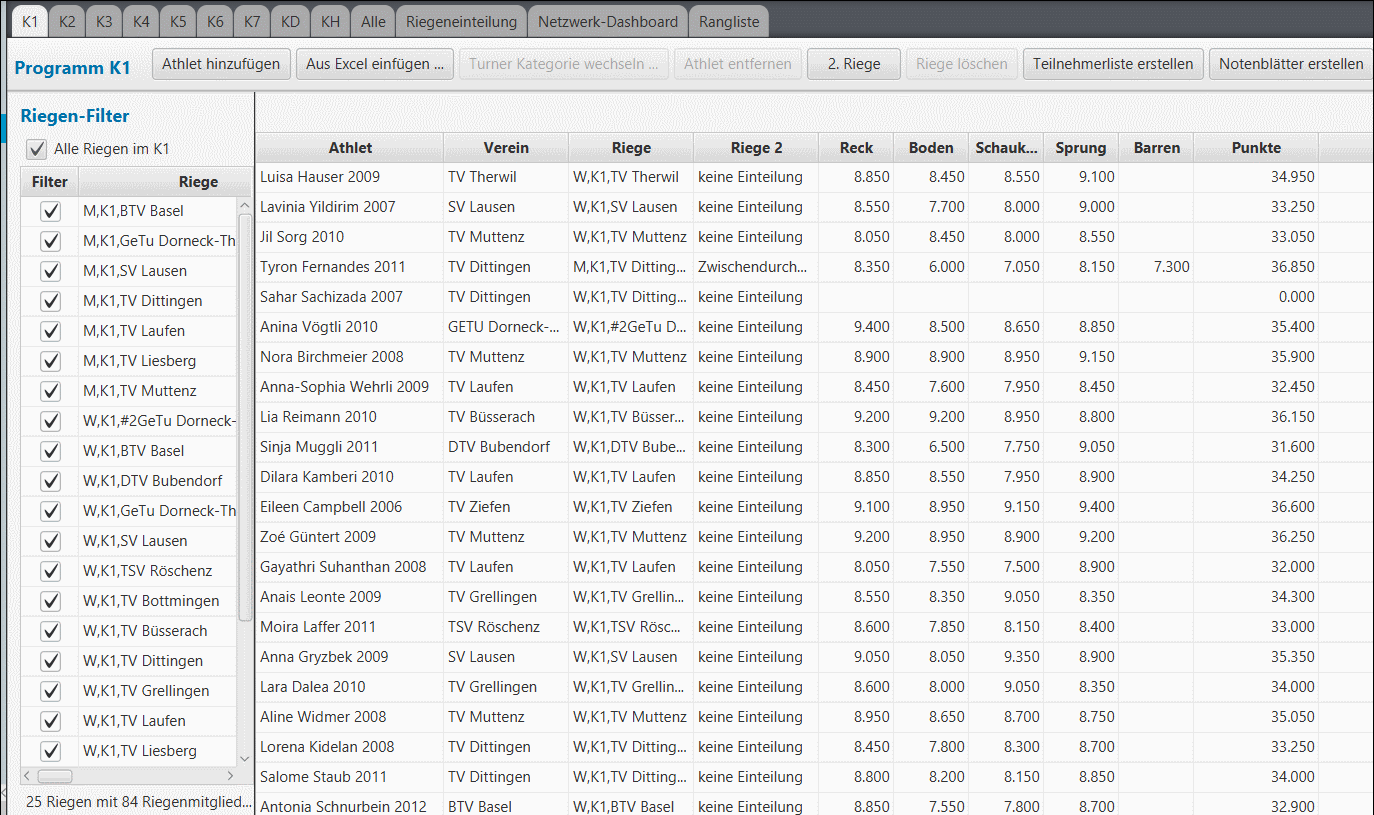 K1 K2 K3 K4 K5 K6 K7 KD KH Alle Riegeneinteilung Netzwerk-Dashboard Rangliste
Programm K1 Athlet hinzufügen Aus Excel einfügen ... Turner Kategorie wechseln ... Athlet entfernen 2. Riege Riege löschen Teilnehmerliste erstellen Notenblätter erstellen
Riegen-Filter
Alle Riegen im K1
Filter Riege
M,K1,BTV Basel
M,K1,GeTu Dorneck-Th
M,K1,SV Lausen
M,K1,TV Dittingen
M,K1,TV Laufen
M,K1,TV Liesberg
M,K1,TV Muttenz
W,K1,#2GeTu Dorneck-
W,K1,BTV Basel
W,K1,DTV Bubendorf
W,K1,GeTu Dorneck-Th
W,K1,SV Lausen
W,K1,TSV Röschenz
W,K1,TV Bottmingen
W,K1,TV Büsserach
W,K1,TV Dittingen
W,K1,TV Grellingen
W,K1,TV Laufen
W,K1,TV Liesberg
25 Riegen mit 84 Riegenmitglied...
Athlet Verein Riege Riege 2 Reck Boden Schauk... Sprung Barren Punkte
Luisa Hauser 2009 TV Therwil W,K1,TV Therwil keine Einteilung 8.850 8.450 8.550 9.100 34.950
Lavinia Yildirim 2007 SV Lausen W,K1,SV Lausen keine Einteilung 8.550 7.700 8.000 9.000 33.250
Jil Sorg 2010 TV Muttenz W,K1,TV Muttenz keine Einteilung 8.050 8.450 8.000 8.550 33.050
Tyron Fernandes 2011 TV Dittingen M,K1,TV Ditting... Zwischendurch... 8.350 6.000 7.050 8.150 7.300 36.850
Sahar Sachizada 2007 TV Dittingen W,K1,TV Ditting... keine Einteilung 0.000
Anina Vögtli 2010 GETU Dorneck-... W,K1,#2GeTu D... keine Einteilung 9.400 8.500 8.650 8.850 35.400
Nora Birchmeier 2008 TV Muttenz W,K1,TV Muttenz keine Einteilung 8.900 8.900 8.950 9.150 35.900
Anna-Sophia Wehrli 2009 TV Laufen W,K1,TV Laufen keine Einteilung 8.450 7.600 7.950 8.450 32.450
Lia Reimann 2010 TV Büsserach W,K1,TV Büsser... keine Einteilung 9.200 9.200 8.950 8.800 36.150
Sinja Muggli 2011 DTV Bubendorf W,K1,DTV Bube... keine Einteilung 8.300 6.500 7.750 9.050 31.600
Dilara Kamberi 2010 TV Laufen W,K1,TV Laufen keine Einteilung 8.850 8.550 7.950 8.900 34.250
Eileen Campbell 2006 TV Ziefen W,K1,TV Ziefen keine Einteilung 9.100 8.950 9.150 9.400 36.600
Zoé Güntert 2009 TV Muttenz W,K1,TV Muttenz keine Einteilung 9.200 8.950 8.900 9.200 36.250
Gayathri Suhanthan 2008 TV Laufen W,K1,TV Laufen keine Einteilung 8.050 7.550 7.500 8.900 32.000
Anais Leonte 2009 TV Grellingen W,K1,TV Grellin... keine Einteilung 8.550 8.350 9.050 8.350 34.300
Moira Laffer 2011 TSV Röschenz W,K1,TSV Rösc... keine Einteilung 8.600 7.850 8.150 8.400 33.000
Anna Gryzbek 2009 SV Lausen W,K1,SV Lausen keine Einteilung 9.050 8.050 9.350 8.900 35.350
Lara Dalea 2010 TV Grellingen W,K1,TV Grellin... keine Einteilung 8.600 8.000 9.050 8.350 34.000
Aline Widmer 2008 TV Muttenz W,K1,TV Muttenz keine Einteilung 8.950 8.650 8.700 8.750 35.050
Lorena Kidelan 2008 TV Dittingen W,K1,TV Ditting... keine Einteilung 8.450 7.800 8.300 8.700 33.250
Salome Staub 2011 TV Dittingen W,K1,TV Ditting... keine Einteilung 8.800 8.200 8.150 8.850 34.000
Antonia Schnurbein 2012 BTV Basel W,K1,BTV Basel keine Einteilung 8.850 7.550 7.800 8.700 32.900